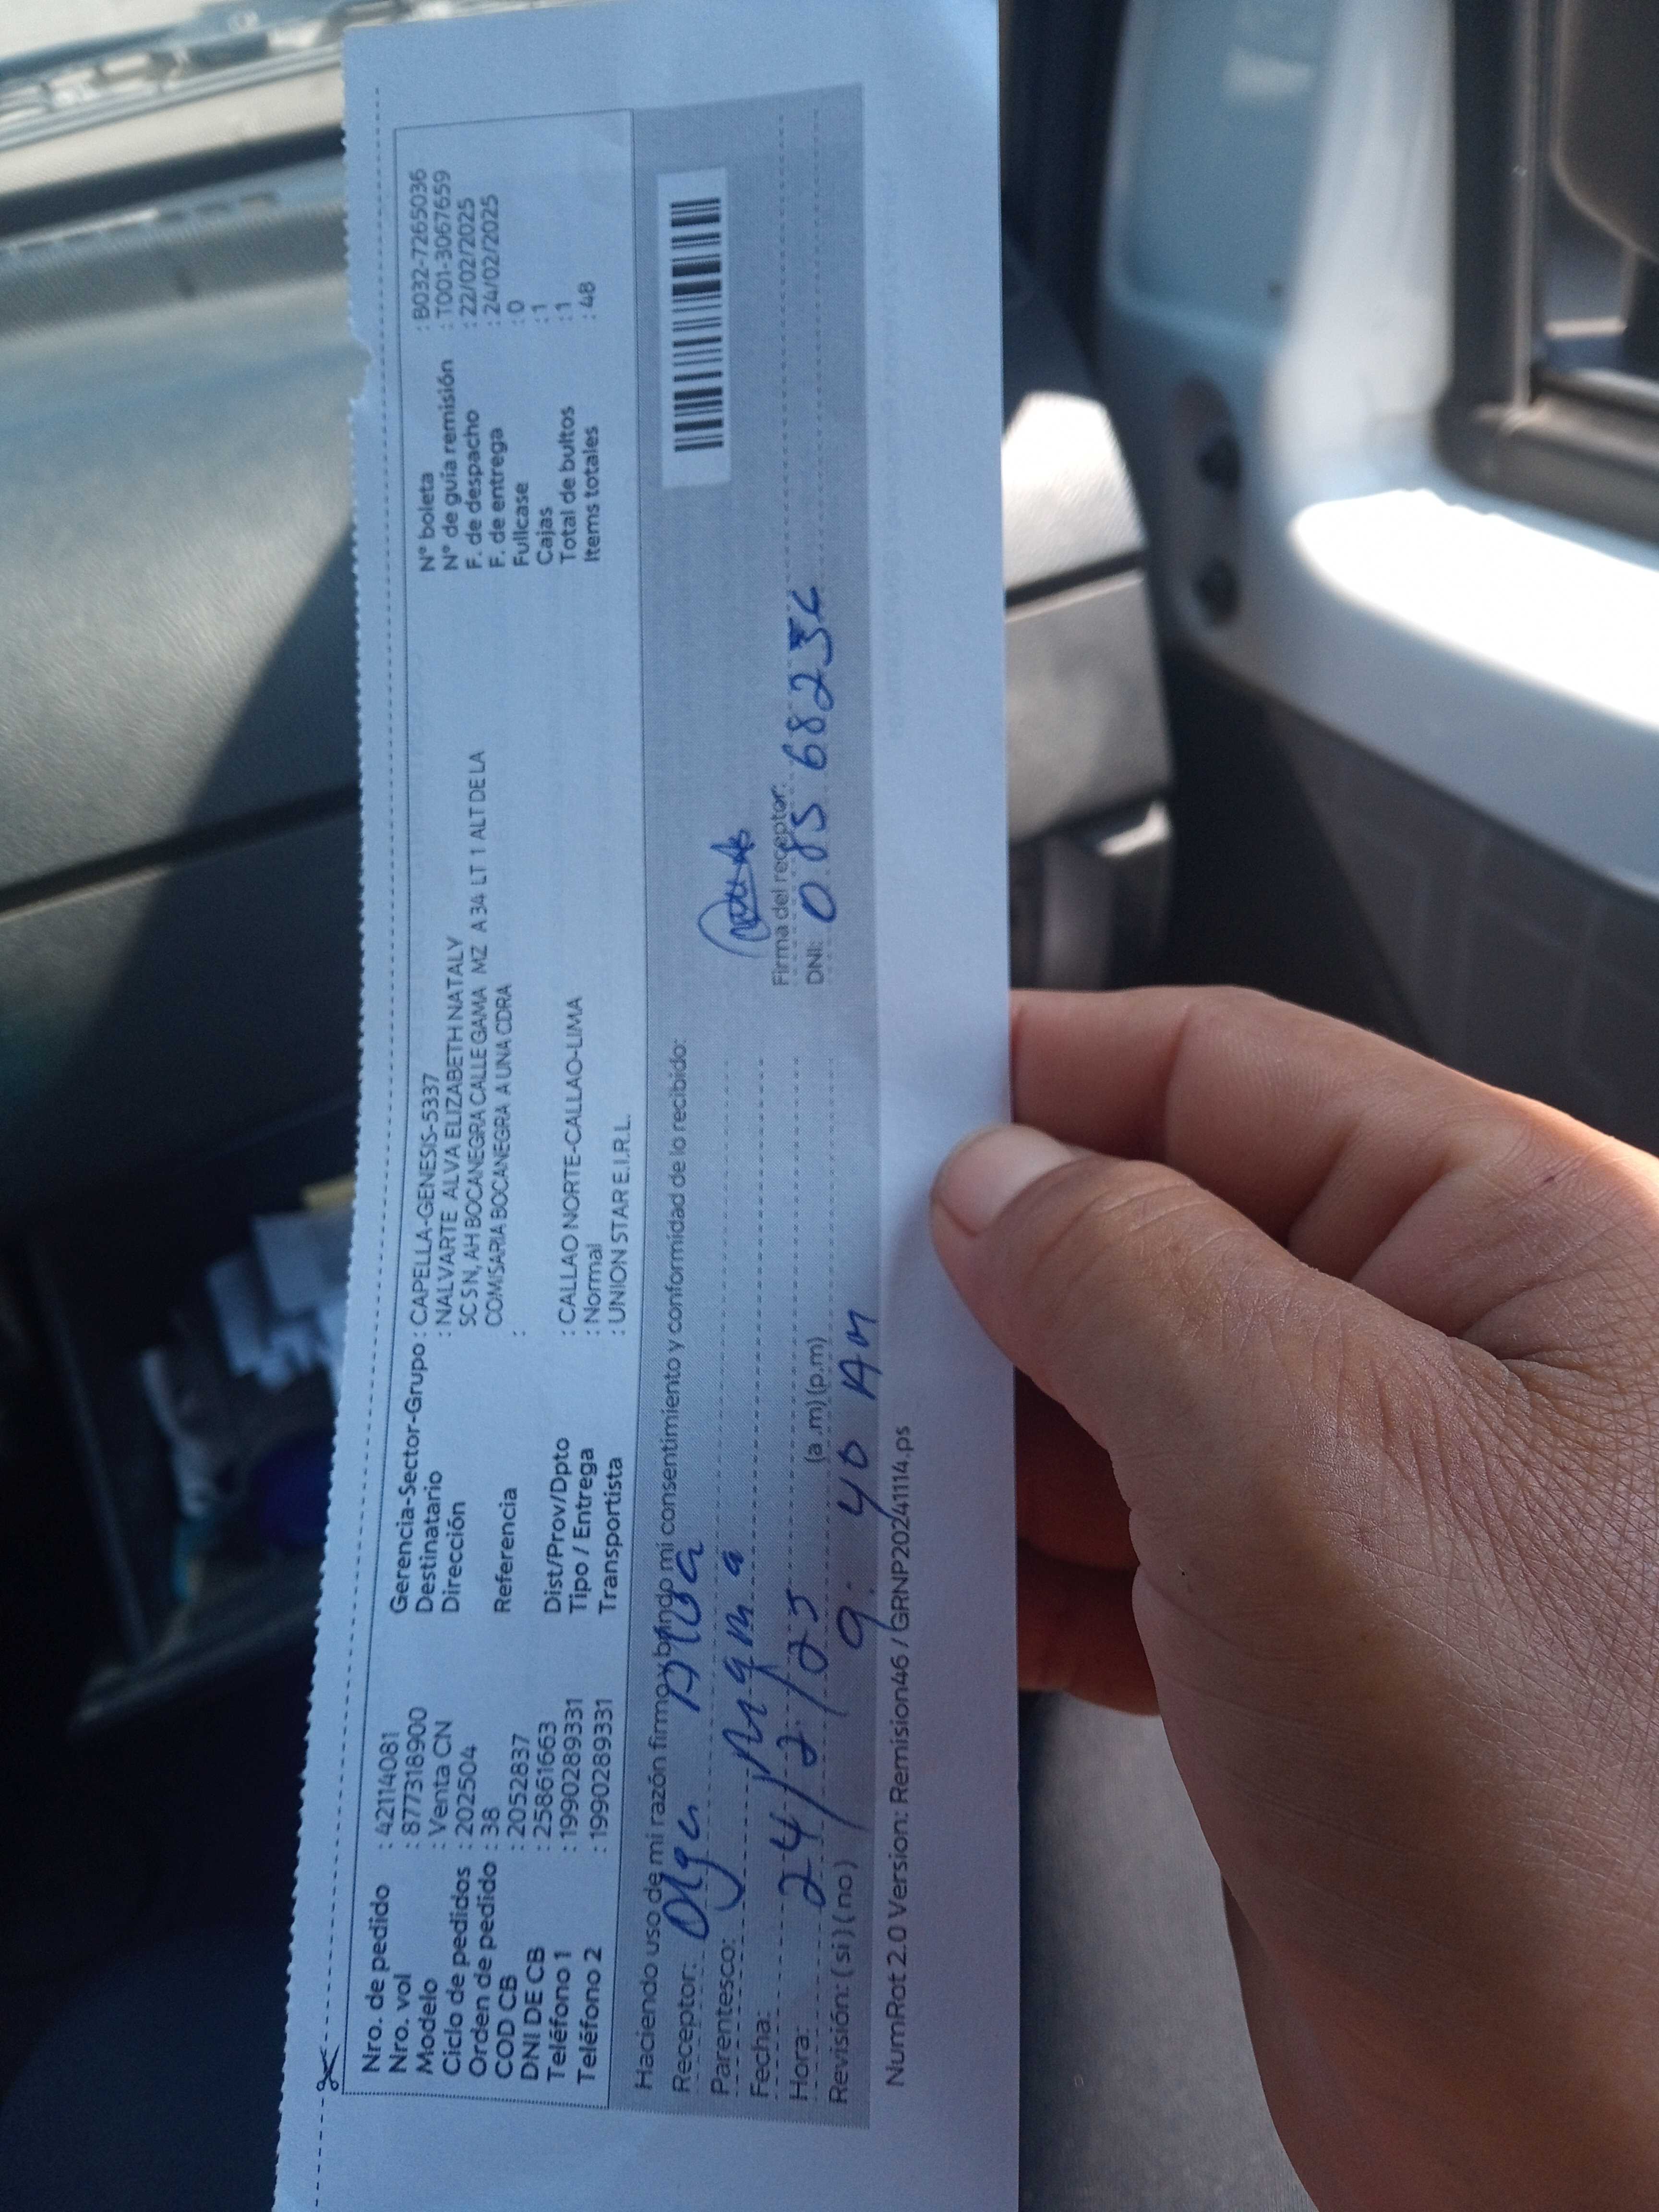 Nro. de pedido : 42114081
Nro. vol : 877318900
Modelo : Venta CN
Ciclo de pedidos : 202504
Orden de pedido : 38
COD CB : 2052837
DNI DE CB : 25861663
Teléfono 1 : 1990289331
Teléfono 2 : 1990289331
Gerencia-Sector-Grupo : CAPELLA-GENESIS-5337
Destinatario : NALVARTE ALVA ELIZABETH NATALY
Dirección SC SN, AH BOCANEGRA CALLE GAMA MZ A 34 LT 1 ALT DE LA
COMISARIA BOCANEGRA A UNA CDRA
Referencia :
Dist/Prov/Dpto : CALLAO NORTE-CALLAO-LIMA
Tipo / Entrega : Normal
Transportista : UNION STAR E.I.R.L.
N° boleta : B032-7265036
N° de guía remisión : T001-3067659
F. de despacho : 22/02/2025
F. de entrega : 24/02/2025
Fullcase : 0
Cajas : 1
Total de bultos : 1
Items totales : 48
Haciendo uso de mi razón firmo y brindo mi consentimiento y conformidad de lo recibido:
Receptor: Olga Alva
Parentesco: Mama
Fecha: 24/2/25
Hora: 9.40 AM (a.m) (p.m)
Revisión: (si) (no)
Firma del receptor:
DNI:
NumRot 2.0 Version: Remision46 / GRNP20241114.ps